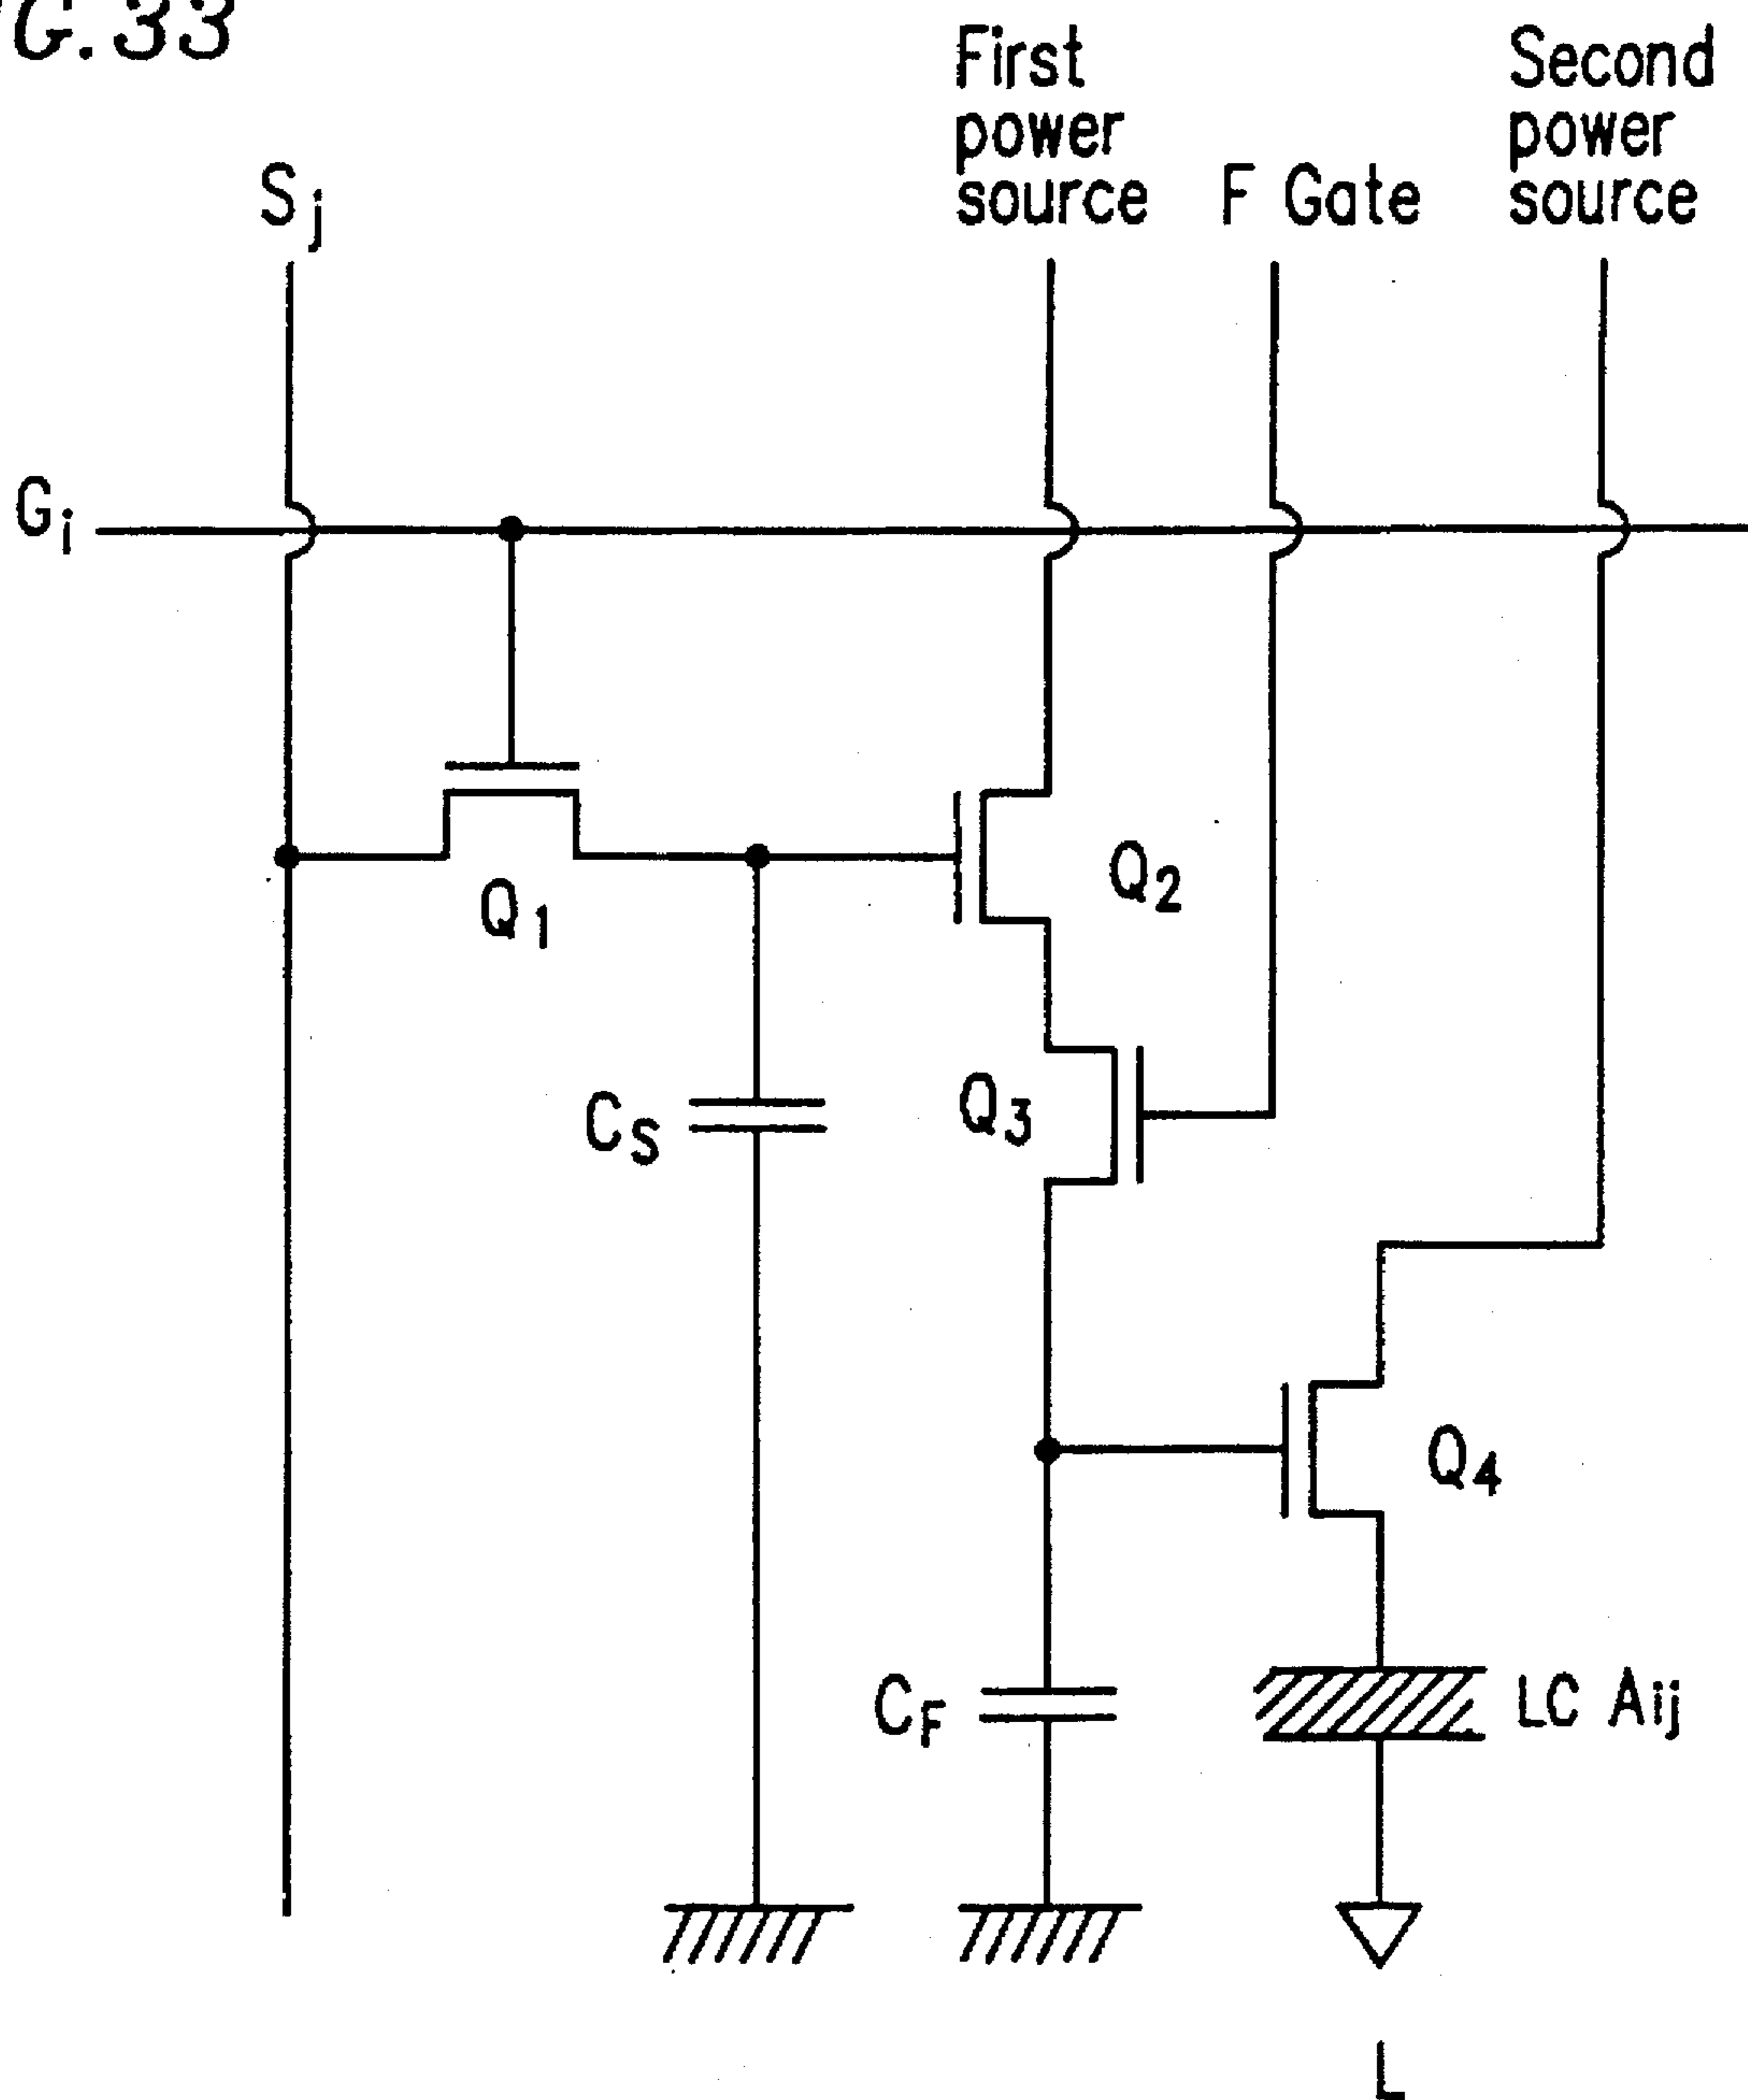 G.33
First
power
source
Second
power
source
Sj
F Gate
Gi
Q1
Q2
CS
Q3
Q4
CF
LC Aij
L